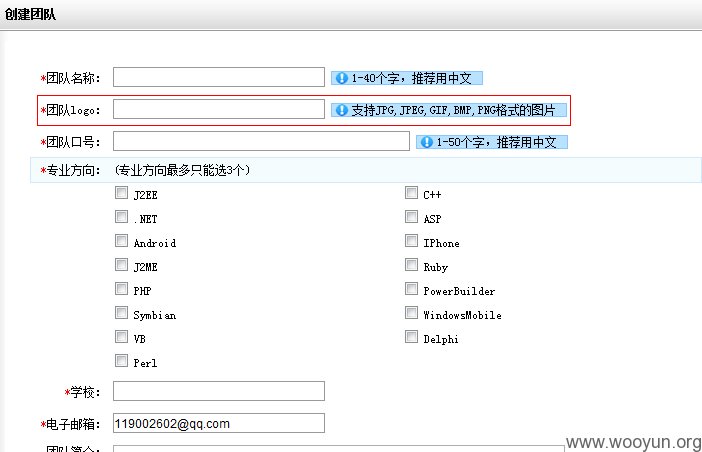 创建团队
*团队名称： 1-40个字，推荐用中文
*团队logo： 支持JPG,JPEG,GIF,BMP,PNG格式的图片
*团队口号： 1-50个字，推荐用中文
*专业方向： (专业方向最多只能选3个)
J2EE C++
.NET ASP
Android IPhone
J2ME Ruby
PHP PowerBuilder
Symbian WindowsMobile
VB Delphi
Perl
*学校：
*电子邮箱： 119002602@qq.com
团队简介：
www.wooyun.org